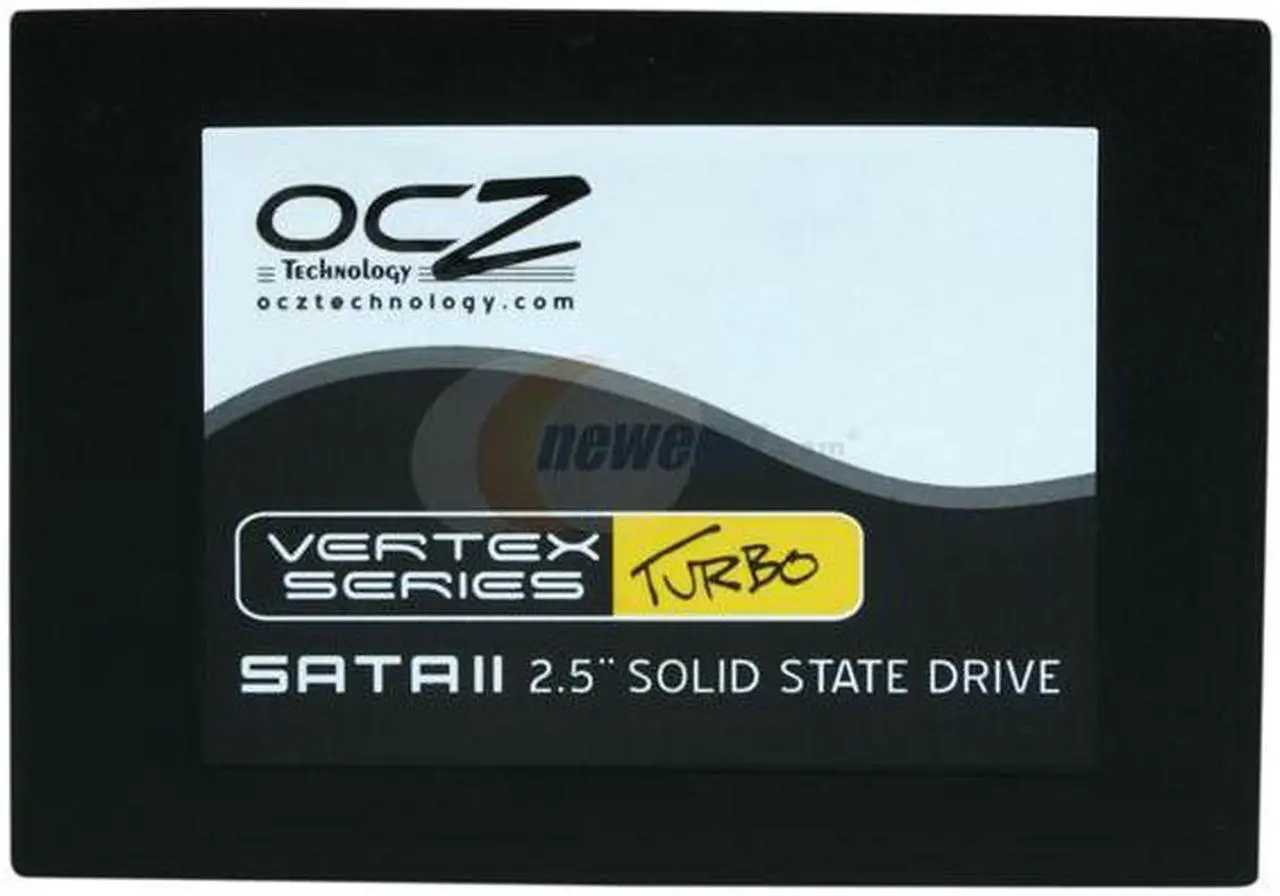 OCZ
Technology
ocztechnology.com
VERTEX
SERIES
TURBO
SATA II 2.5" SOLID STATE DRIVE